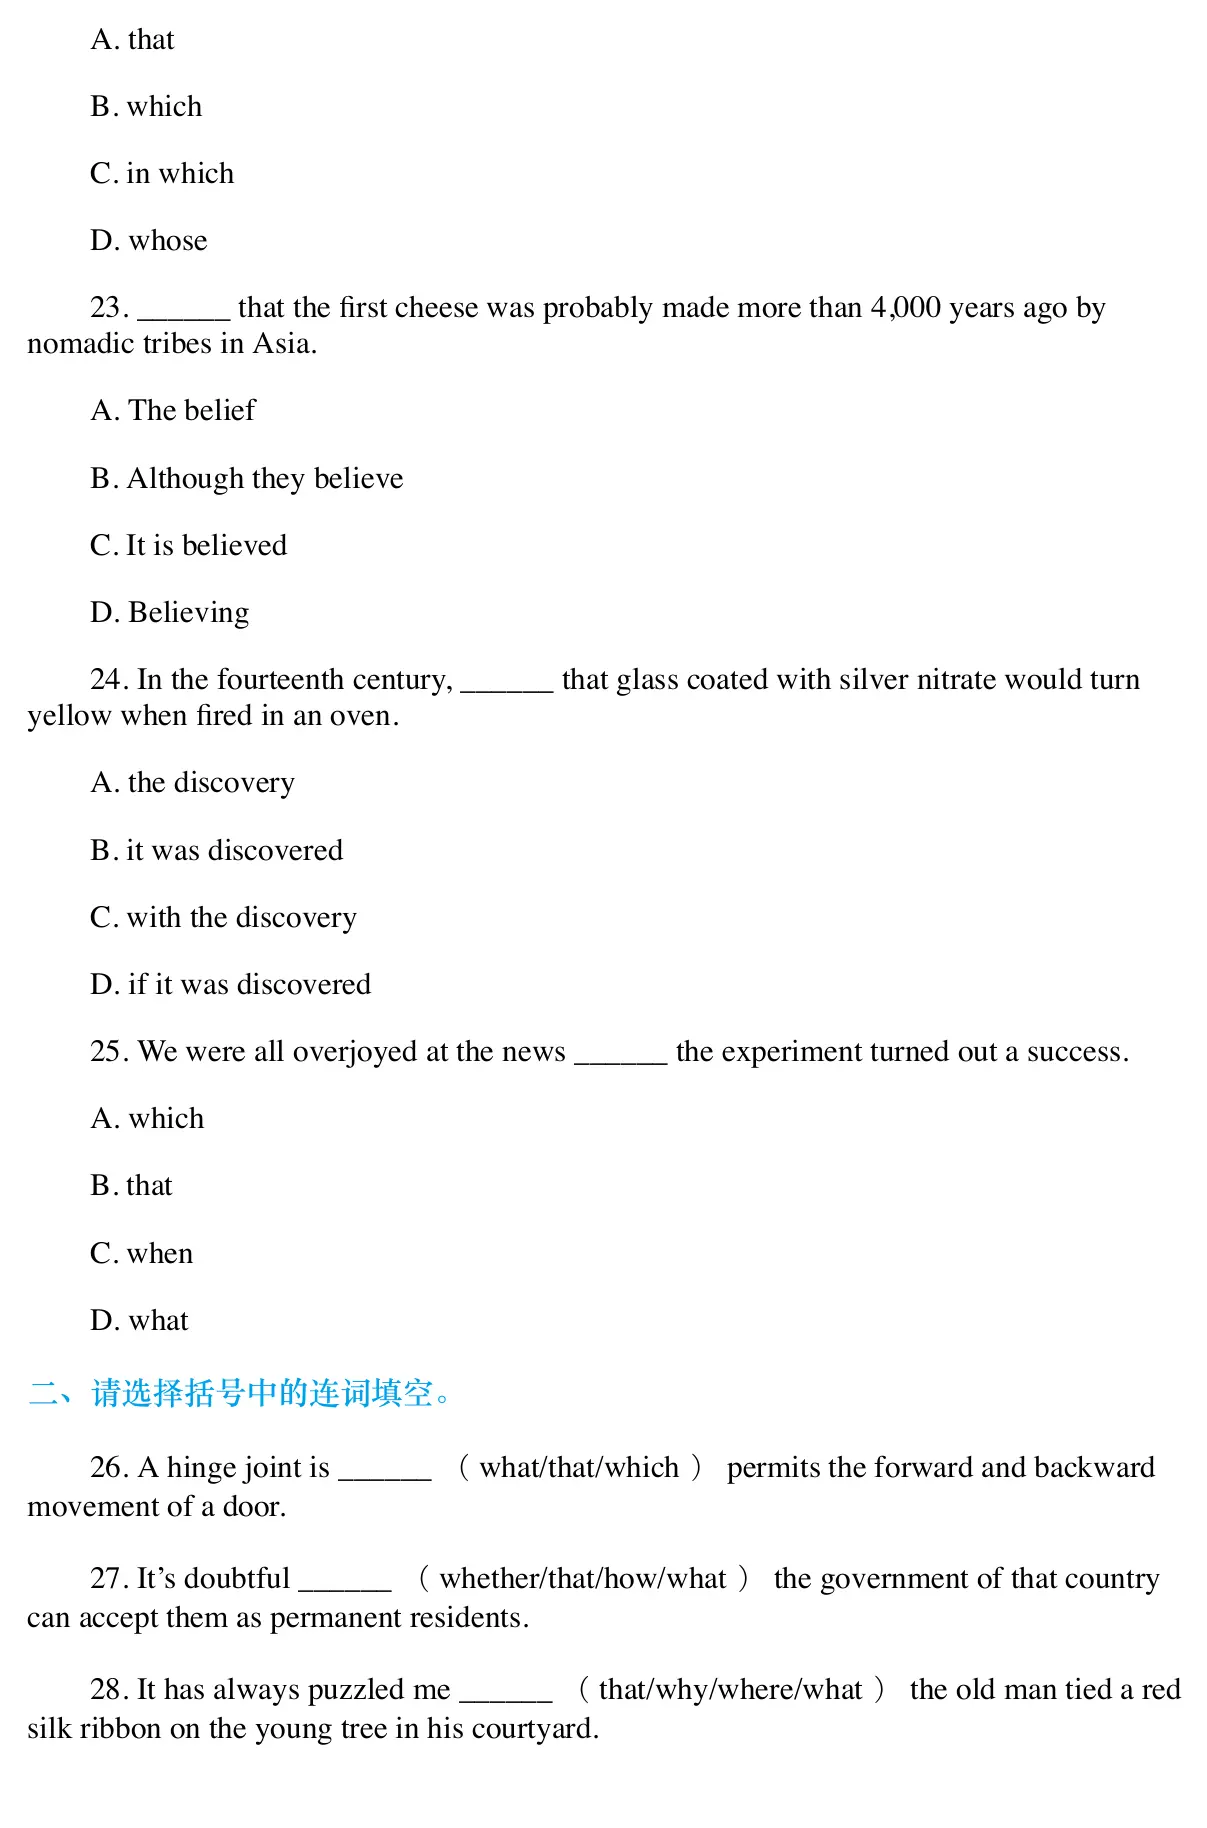 A. that
B. which
C. in which
D. whose
23. ______ that the first cheese was probably made more than 4,000 years ago by
nomadic tribes in Asia.
A. The belief
B. Although they believe
C. It is believed
D. Believing
24. In the fourteenth century, ______ that glass coated with silver nitrate would turn
yellow when fired in an oven.
A. the discovery
B. it was discovered
C. with the discovery
D. if it was discovered
25. We were all overjoyed at the news ______ the experiment turned out a success.
A. which
B. that
C. when
D. what
二、请选择括号中的连词填空。
26. A hinge joint is ______ （ what/that/which ） permits the forward and backward
movement of a door.
27. It’s doubtful ______ （ whether/that/how/what ） the government of that country
can accept them as permanent residents.
28. It has always puzzled me ______ （ that/why/where/what ） the old man tied a red
silk ribbon on the young tree in his courtyard.